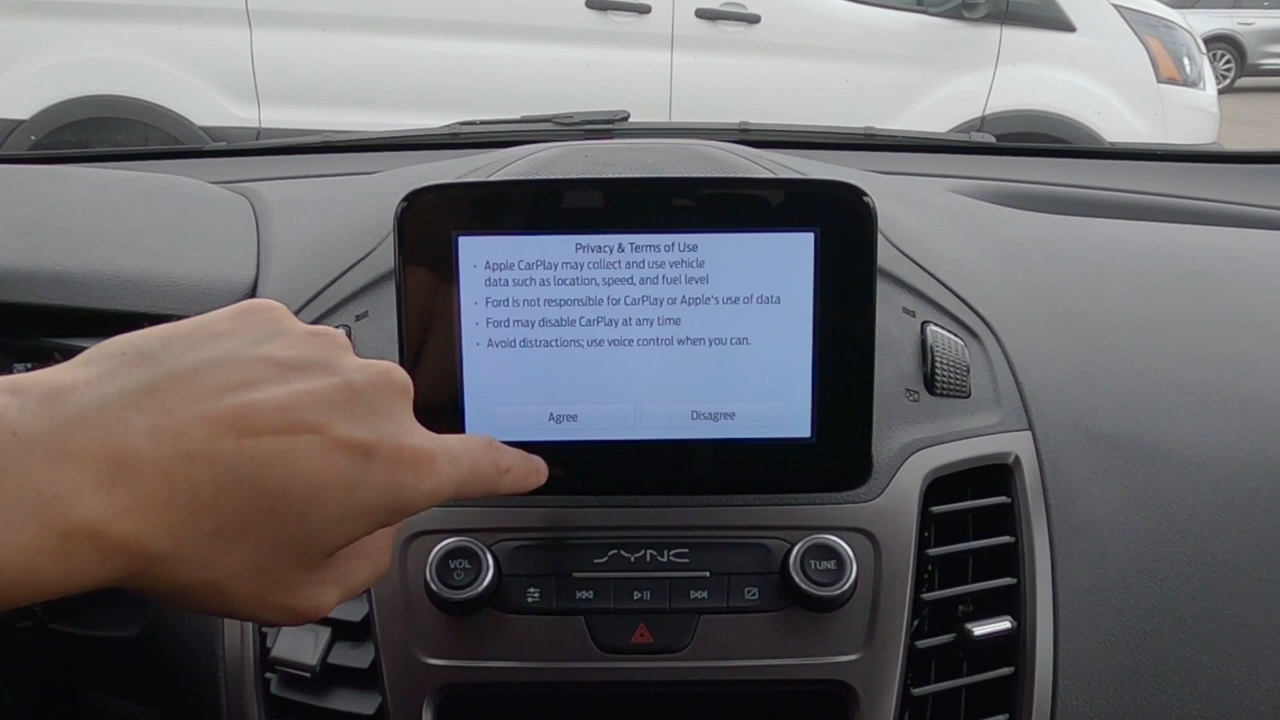 Privacy & Terms of Use
· Apple CarPlay may collect and use vehicle
data such as location, speed, and fuel level
· Ford is not responsible for CarPlay or Apple's use of data
· Ford may disable CarPlay at any time
· Avoid distractions; use voice control when you can.
Agree Disagree
SYNC
VOL TUNE